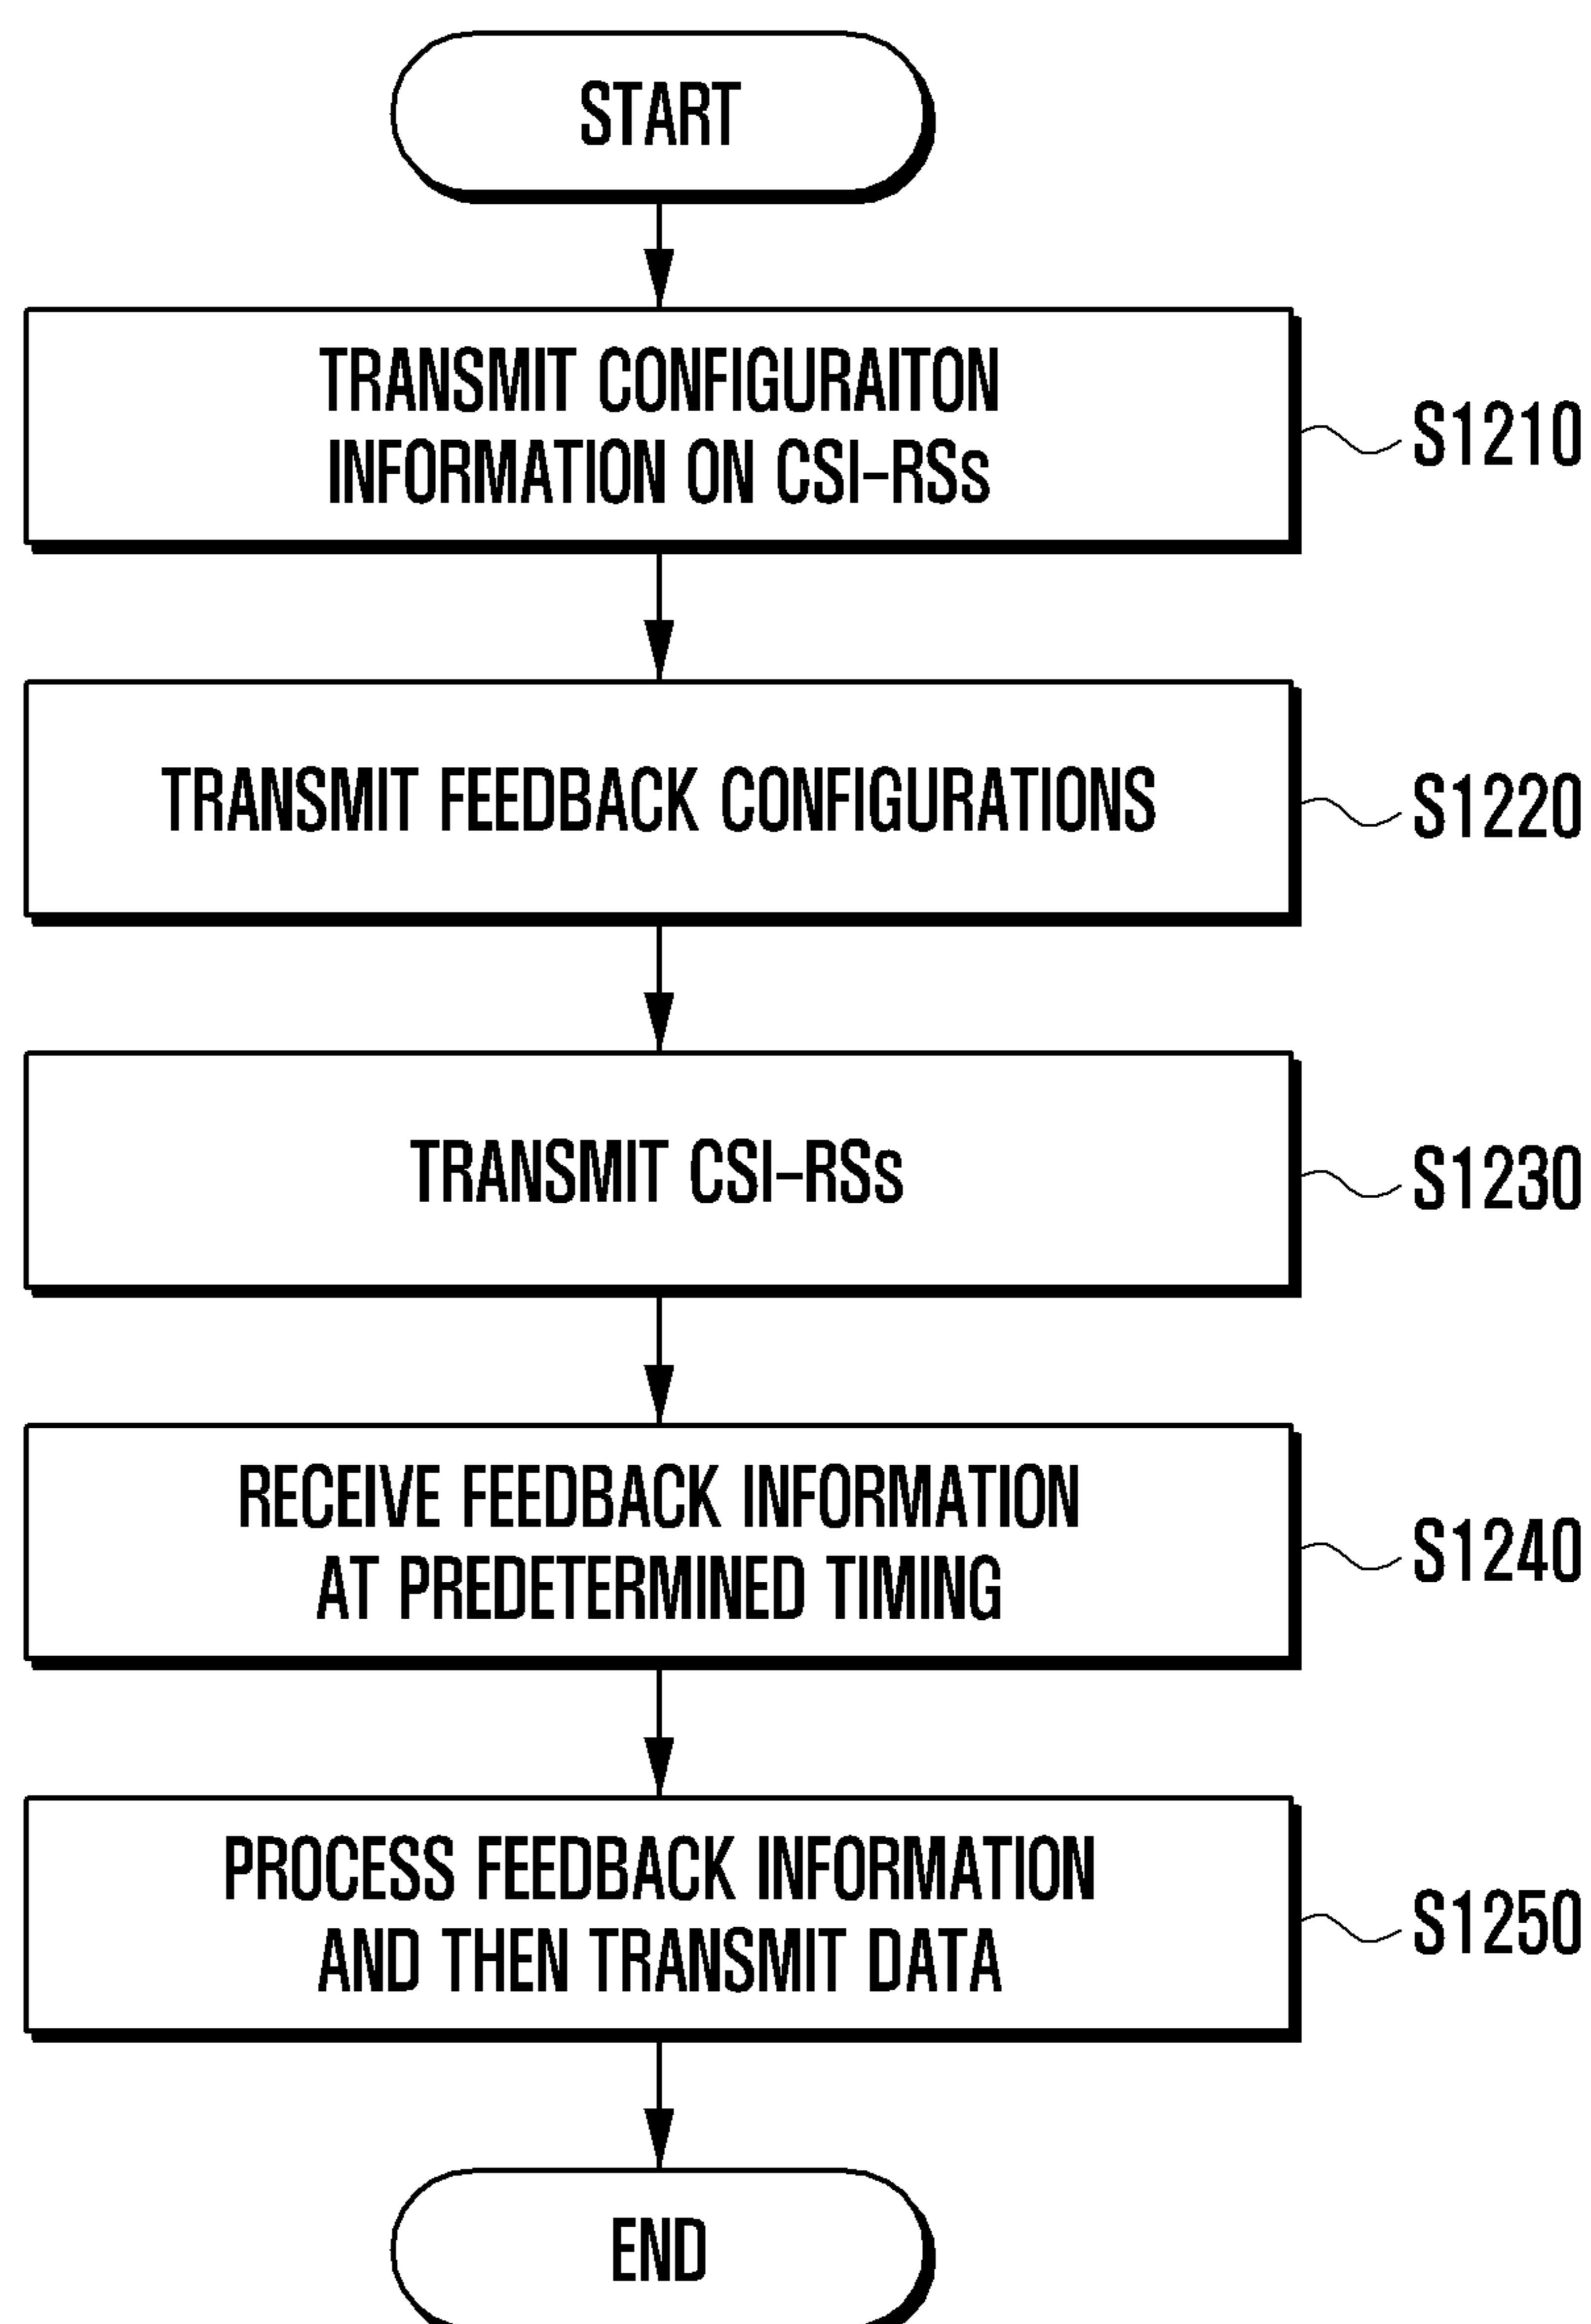 START
TRANSMIT CONFIGURAITON
INFORMATION ON CSI-RSs
S1210
TRANSMIT FEEDBACK CONFIGURATIONS
S1220
TRANSMIT CSI-RSs
S1230
RECEIVE FEEDBACK INFORMATION
AT PREDETERMINED TIMING
S1240
PROCESS FEEDBACK INFORMATION
AND THEN TRANSMIT DATA
S1250
END